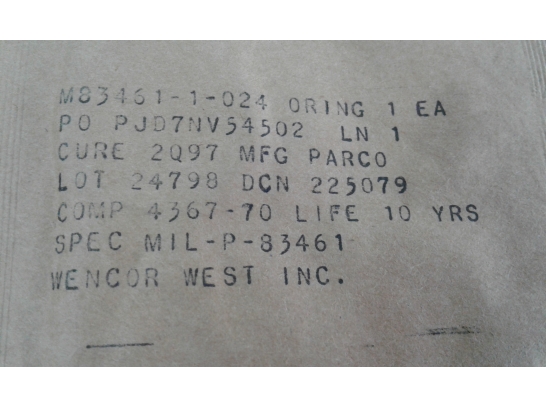 M83461-1-024 ORING 1 EA
PO PJD7NV54502 LN 1
CURE 2Q97 MFG PARCO
LOT 24798 DCN 225079
COMP 4367-70 LIFE 10 YRS
SPEC MIL-P-83461
WENCOR WEST INC.